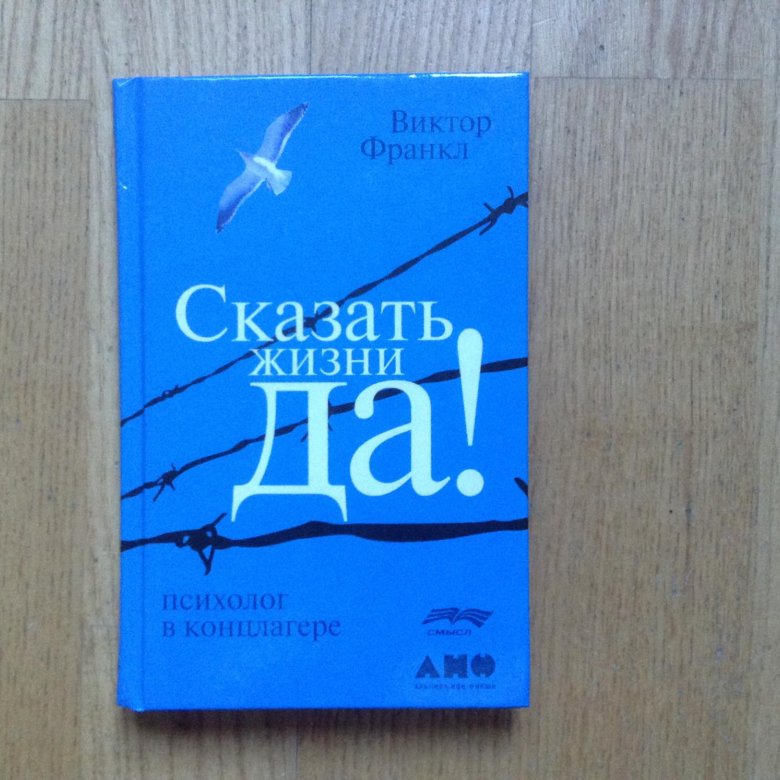 Виктор
Франкл
Сказать
жизни
да!
психолог
в концлагере
СМЫСЛ
АНФ